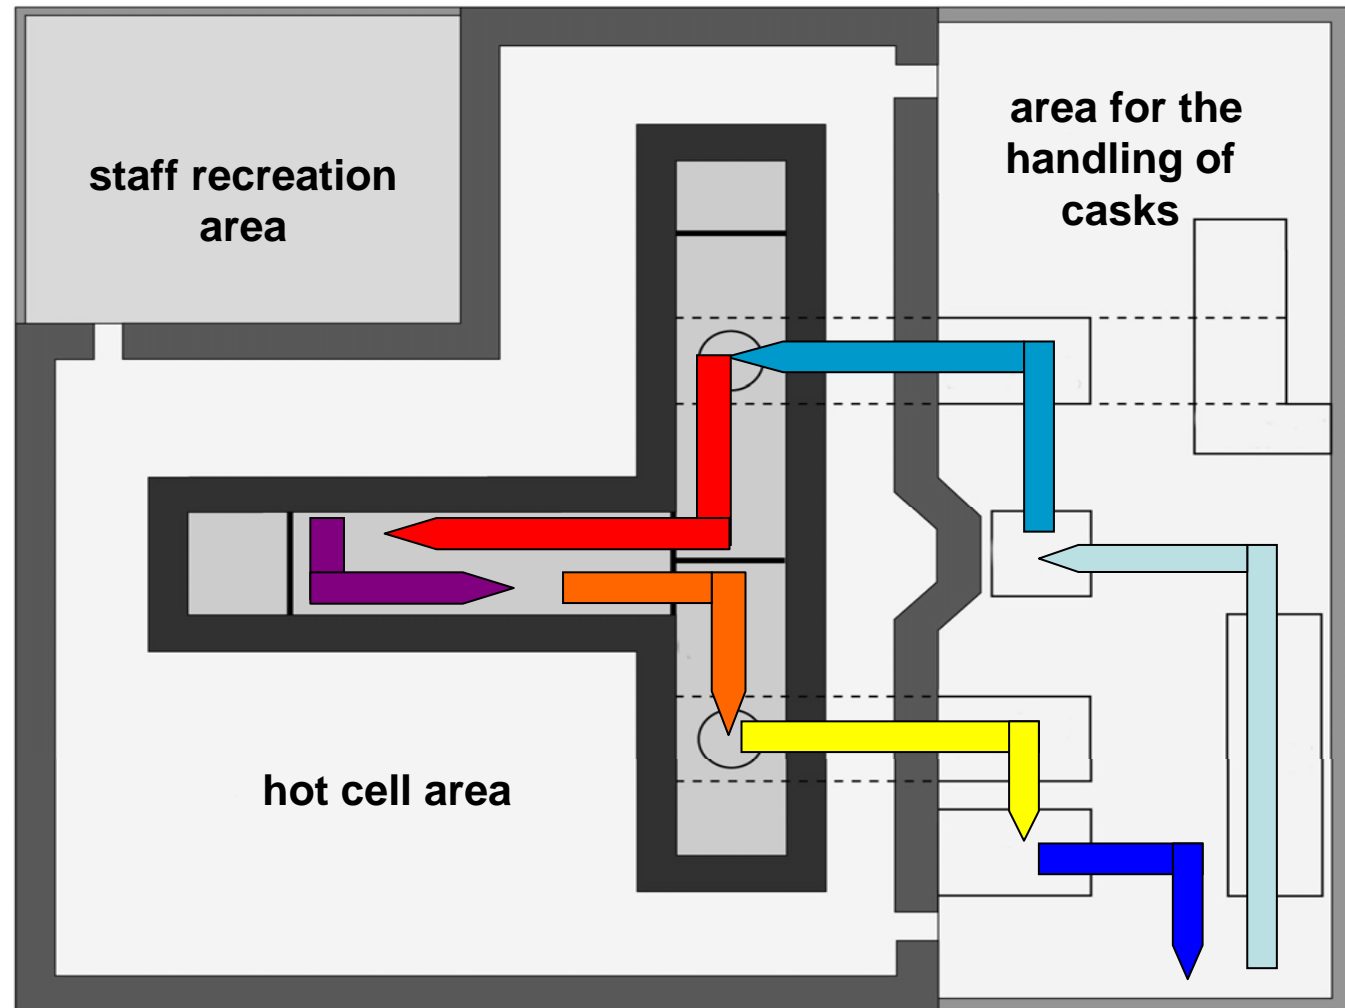 staff recreation
area
area for the
handling of
casks
hot cell area